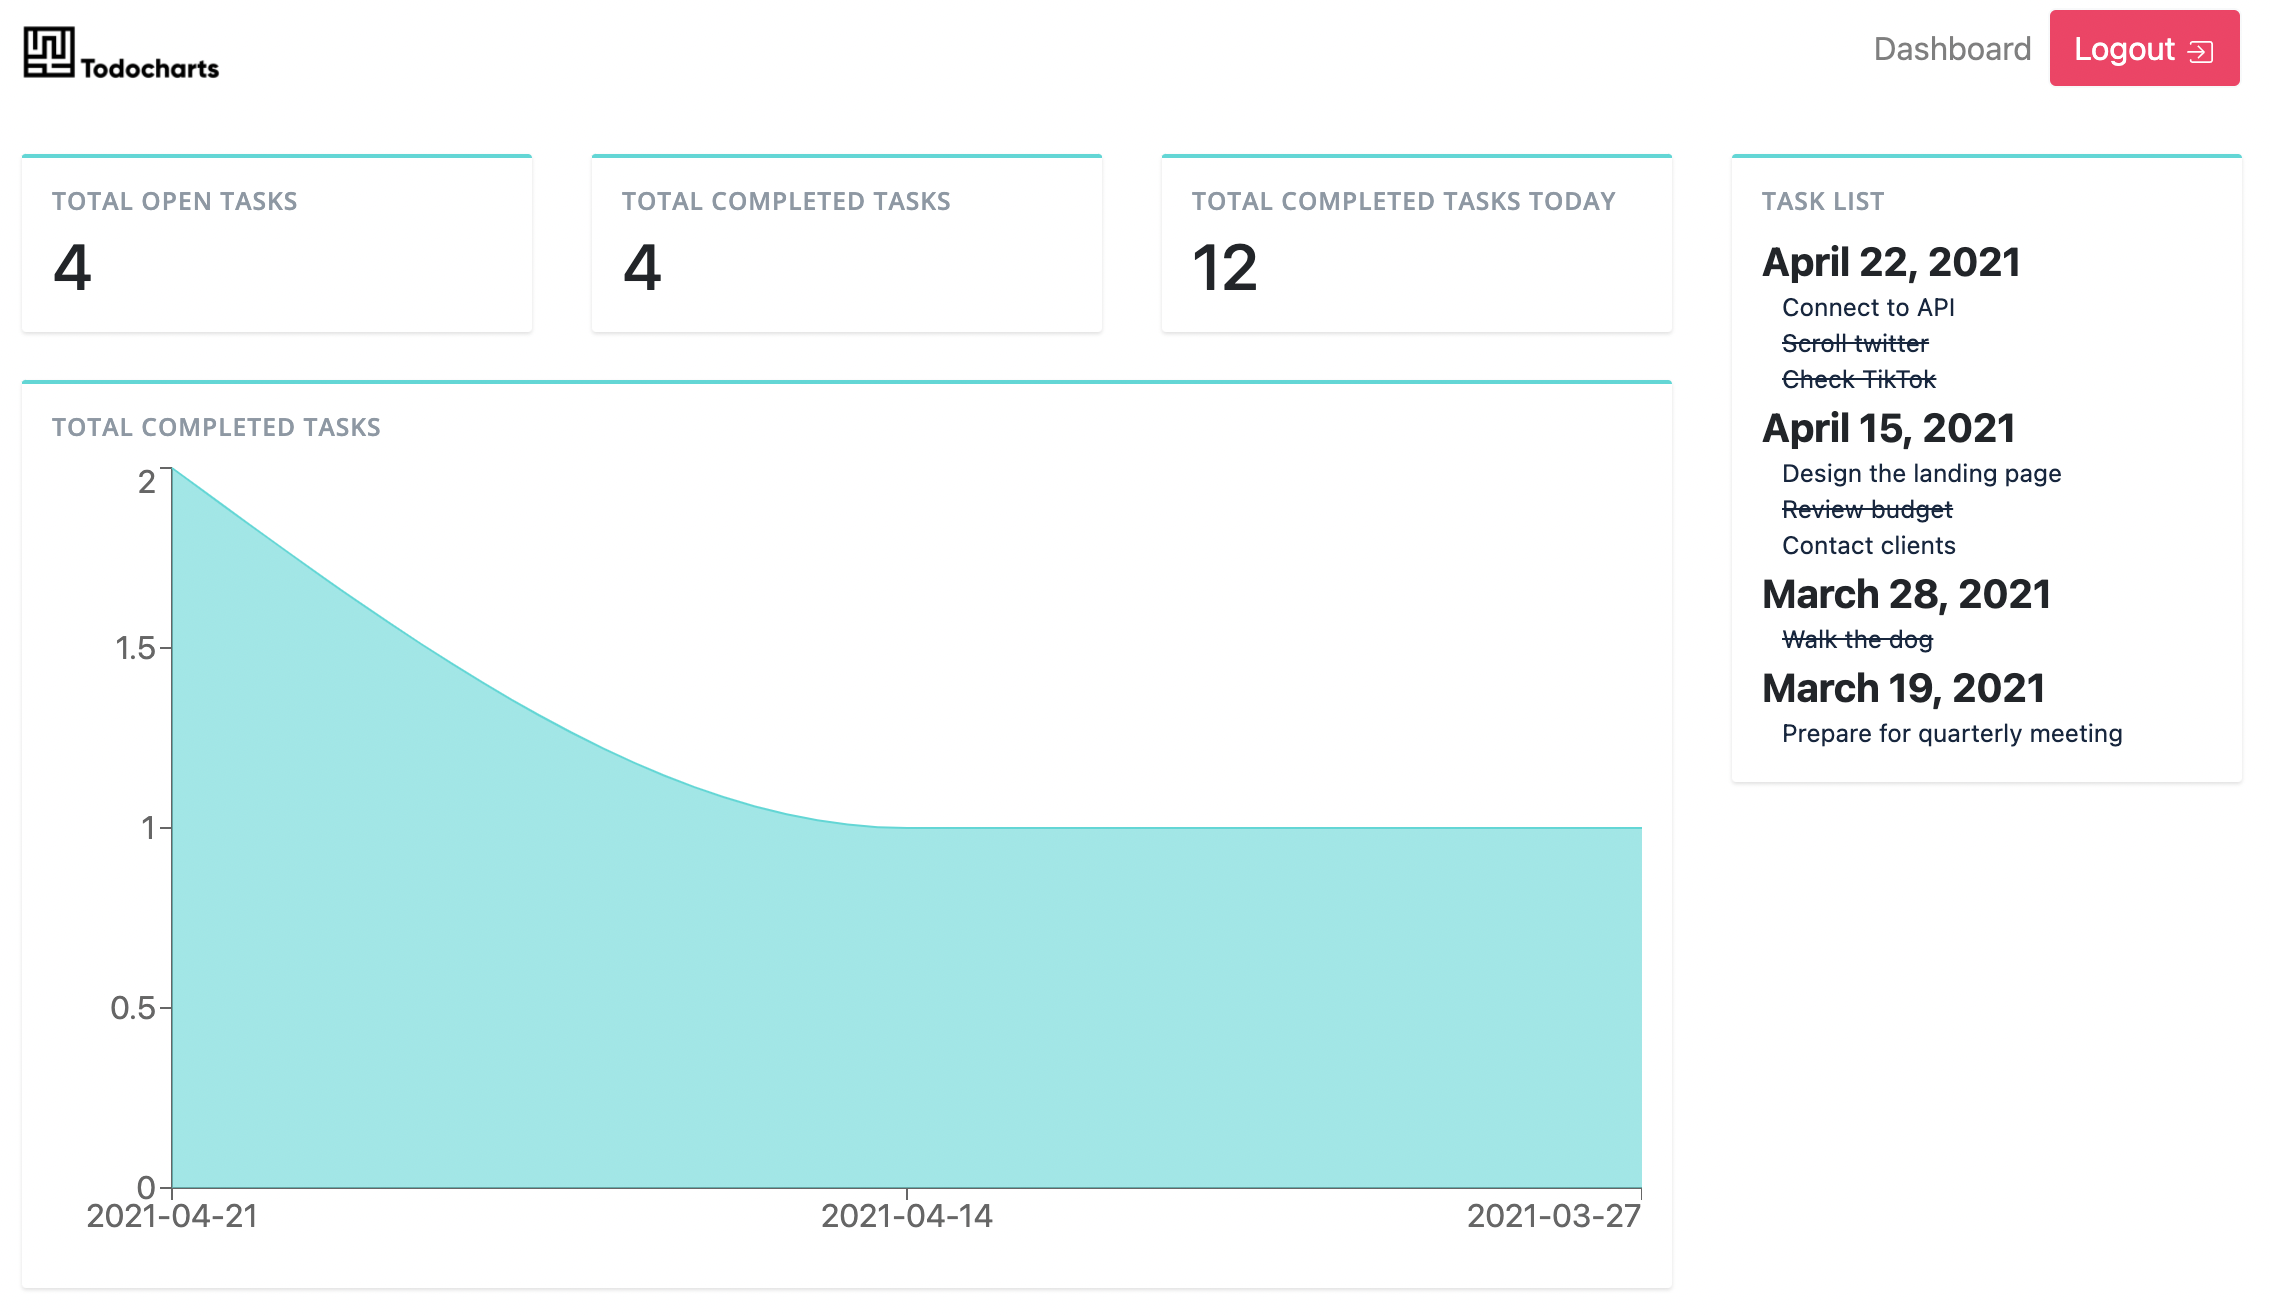 Todocharts
Dashboard
Logout
TOTAL OPEN TASKS
4
TOTAL COMPLETED TASKS
4
TOTAL COMPLETED TASKS TODAY
12
TOTAL COMPLETED TASKS
2
1.5
1
0.5
0
2021-04-21
2021-04-14
2021-03-27
TASK LIST
April 22, 2021
Connect to API
Scroll twitter
Check TikTok
April 15, 2021
Design the landing page
Review budget
Contact clients
March 28, 2021
Walk the dog
March 19, 2021
Prepare for quarterly meeting